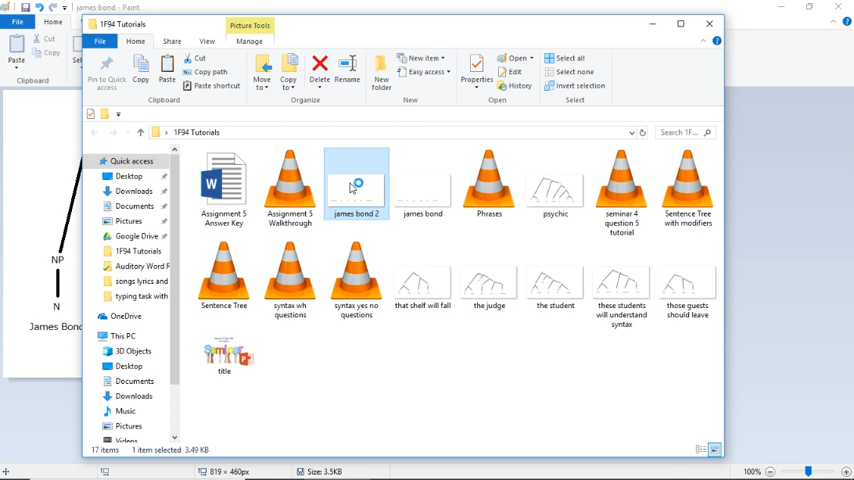 james bond - Paint
File
Home
Paste
Cut
Copy
Clipboard
NP
N
James Bond
1F94 Tutorials
Picture Tools
File
Home
Share
View
Manage
Pin to Quick access
Copy
Paste
Cut
Copy path
Paste shortcut
Clipboard
Move to
Copy to
Delete
Rename
Organize
New folder
New item
Easy access
New
Properties
Open
Edit
History
Open
Select all
Select none
Invert selection
Select
1F94 Tutorials
Search 1F...
Quick access
Desktop
Downloads
Documents
Pictures
Google Drive
1F94 Tutorials
Auditory Word F
songs lyrics and
typing task with
OneDrive
This PC
3D Objects
Desktop
Documents
Downloads
Music
Pictures
Videos
Assignment 5 Answer Key
Assignment 5 Walkthrough
james bond 2
james bond
Phrases
psychic
seminar 4 question 5 tutorial
Sentence Tree with modifiers
Sentence Tree
syntax wh questions
syntax yes no questions
that shelf will fall
the judge
the student
these students will understand syntax
those guests should leave
Seminar
title
17 items
1 item selected 3.49 KB
819 × 460px
Size: 3.5KB
100%